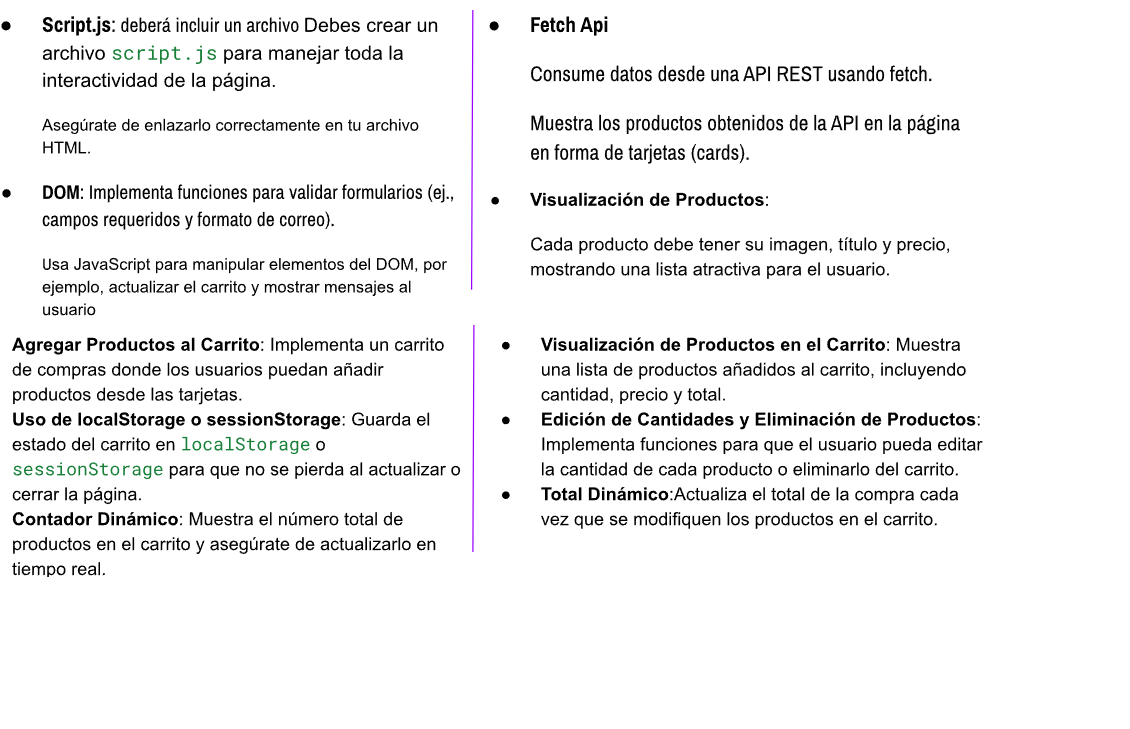 ● Script.js: deberá incluir un archivo Debes crear un
archivo script.js para manejar toda la
interactividad de la página.
Asegúrate de enlazarlo correctamente en tu archivo
HTML.
● DOM: Implementa funciones para validar formularios (ej.,
campos requeridos y formato de correo).
Usa JavaScript para manipular elementos del DOM, por
ejemplo, actualizar el carrito y mostrar mensajes al
usuario
● Fetch Api
Consume datos desde una API REST usando fetch.
Muestra los productos obtenidos de la API en la página
en forma de tarjetas (cards).
● Visualización de Productos:
Cada producto debe tener su imagen, título y precio,
mostrando una lista atractiva para el usuario.
Agregar Productos al Carrito: Implementa un carrito
de compras donde los usuarios puedan añadir
productos desde las tarjetas.
Uso de localStorage o sessionStorage: Guarda el
estado del carrito en localStorage o
sessionStorage para que no se pierda al actualizar o
cerrar la página.
Contador Dinámico: Muestra el número total de
productos en el carrito y asegúrate de actualizarlo en
tiempo real.
● Visualización de Productos en el Carrito: Muestra
una lista de productos añadidos al carrito, incluyendo
cantidad, precio y total.
● Edición de Cantidades y Eliminación de Productos:
Implementa funciones para que el usuario pueda editar
la cantidad de cada producto o eliminarlo del carrito.
● Total Dinámico:Actualiza el total de la compra cada
vez que se modifiquen los productos en el carrito.